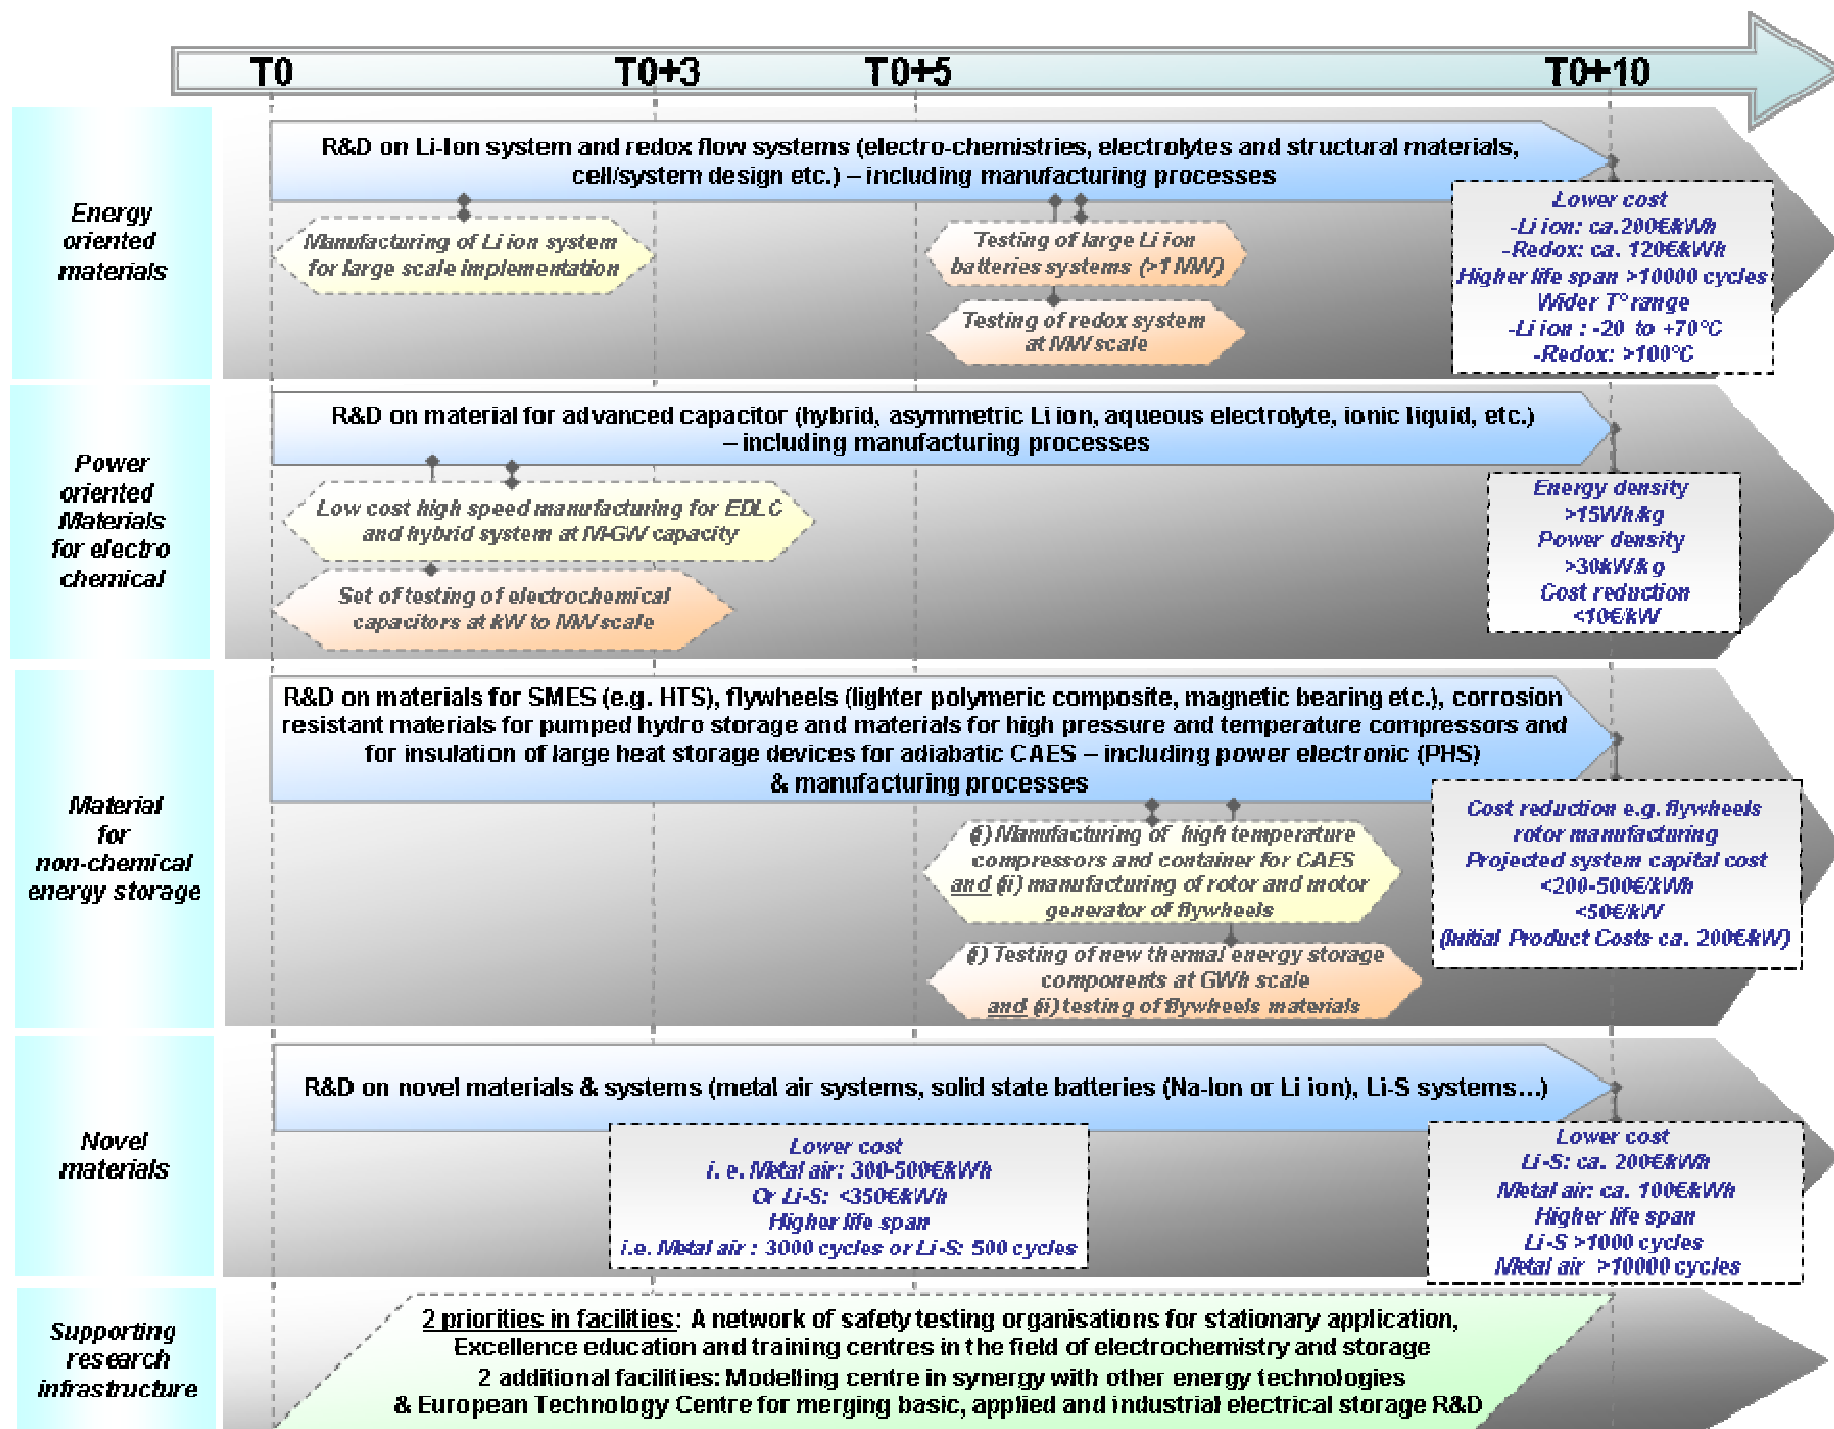 T0 T0+3 T0+5 T0+10
Energy
oriented
materials
R&D on Li-Ion system and redox flow systems (electro-chemistries, electrolytes and structural materials,
cell/system design etc.) – including manufacturing processes
Manufacturing of Li ion system
for large scale implementation
Testing of large Li ion
batteries systems (>1 MW)
Testing of redox system
at MW scale
Lower cost
-Li ion: ca.200€/kWh
-Redox: ca. 120€/kWh
Higher life span >10000 cycles
Wider T° range
-Li ion : -20 to +70°C
-Redox: >100°C
Power
oriented
Materials
for electro
chemical
R&D on material for advanced capacitor (hybrid, asymmetric Li ion, aqueous electrolyte, ionic liquid, etc.)
– including manufacturing processes
Low cost high speed manufacturing for EDLC
and hybrid system at M-GW capacity
Set of testing of electrochemical
capacitors at kW to MW scale
Energy density
>15Wh/kg
Power density
>30kW/kg
Cost reduction
<10€/kW
Material
for
non-chemical
energy storage
R&D on materials for SMES (e.g. HTS), flywheels (lighter polymeric composite, magnetic bearing etc.), corrosion
resistant materials for pumped hydro storage and materials for high pressure and temperature compressors and
for insulation of large heat storage devices for adiabatic CAES – including power electronic (PHS)
& manufacturing processes
(i) Manufacturing of high temperature
compressors and container for CAES
and (ii) manufacturing of rotor and motor
generator of flywheels
(i) Testing of new thermal energy storage
components at GWh scale
and (ii) testing of flywheels materials
Cost reduction e.g. flywheels
rotor manufacturing
Projected system capital cost
<200-500€/kWh
<50€/kW
(Initial Product Costs ca. 200€/kW)
Novel
materials
R&D on novel materials & systems (metal air systems, solid state batteries (Na-Ion or Li ion), Li-S systems...)
Lower cost
i. e. Metal air: 300-500€/kWh
Or Li-S: <350€/kWh
Higher life span
i.e. Metal air : 3000 cycles or Li-S: 500 cycles
Lower cost
Li-S: ca. 200€/kWh
Metal air: ca. 100€/kWh
Higher life span
Li-S >1000 cycles
Metal air >10000 cycles
Supporting
research
infrastructure
2 priorities in facilities: A network of safety testing organisations for stationary application,
Excellence education and training centres in the field of electrochemistry and storage
2 additional facilities: Modelling centre in synergy with other energy technologies
& European Technology Centre for merging basic, applied and industrial electrical storage R&D